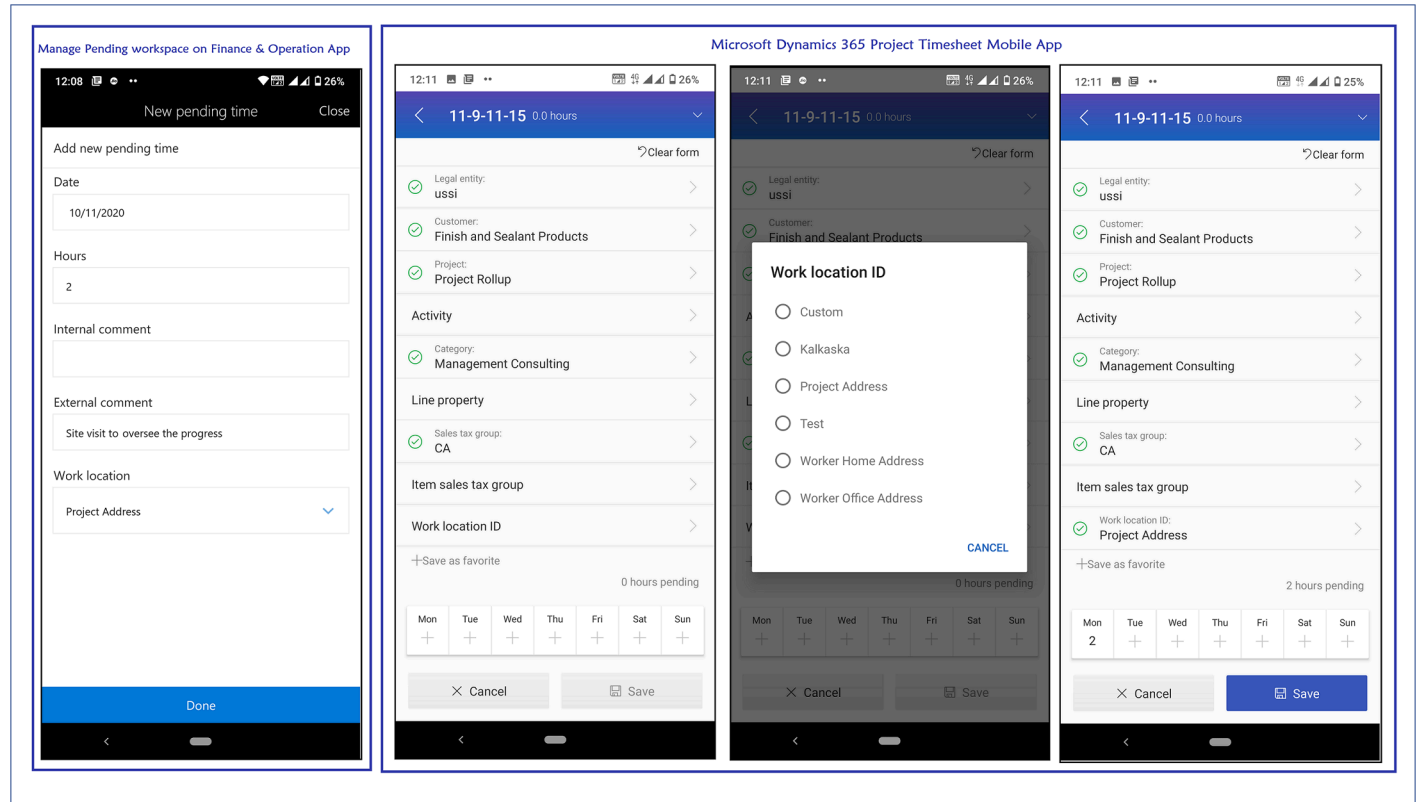 Manage Pending workspace on Finance & Operation App
12:08
26%
New pending time Close
Add new pending time
Date
10/11/2020
Hours
2
Internal comment
External comment
Site visit to oversee the progress
Work location
Project Address
Done
Microsoft Dynamics 365 Project Timesheet Mobile App
12:11
4G
26%
11-9-11-15 0.0 hours
Clear form
Legal entity:
ussi
Customer:
Finish and Sealant Products
Project:
Project Rollup
Activity
Category:
Management Consulting
Line property
Sales tax group:
CA
Item sales tax group
Work location ID
+Save as favorite
0 hours pending
Mon Tue Wed Thu Fri Sat Sun
+ + + + + + +
Cancel Save
12:11
4G
26%
11-9-11-15 0.0 hours
Clear form
Legal entity:
ussi
Customer:
Finish and Sealant Products
Work location ID
Custom
Kalkaska
Project Address
Test
Worker Home Address
Worker Office Address
CANCEL
0 hours pending
Mon Tue Wed Thu Fri Sat Sun
+ + + + + + +
Cancel Save
12:11
4G
25%
11-9-11-15 0.0 hours
Clear form
Legal entity:
ussi
Customer:
Finish and Sealant Products
Project:
Project Rollup
Activity
Category:
Management Consulting
Line property
Sales tax group:
CA
Item sales tax group
Work location ID:
Project Address
+Save as favorite
2 hours pending
Mon Tue Wed Thu Fri Sat Sun
2 + + + + + +
Cancel Save